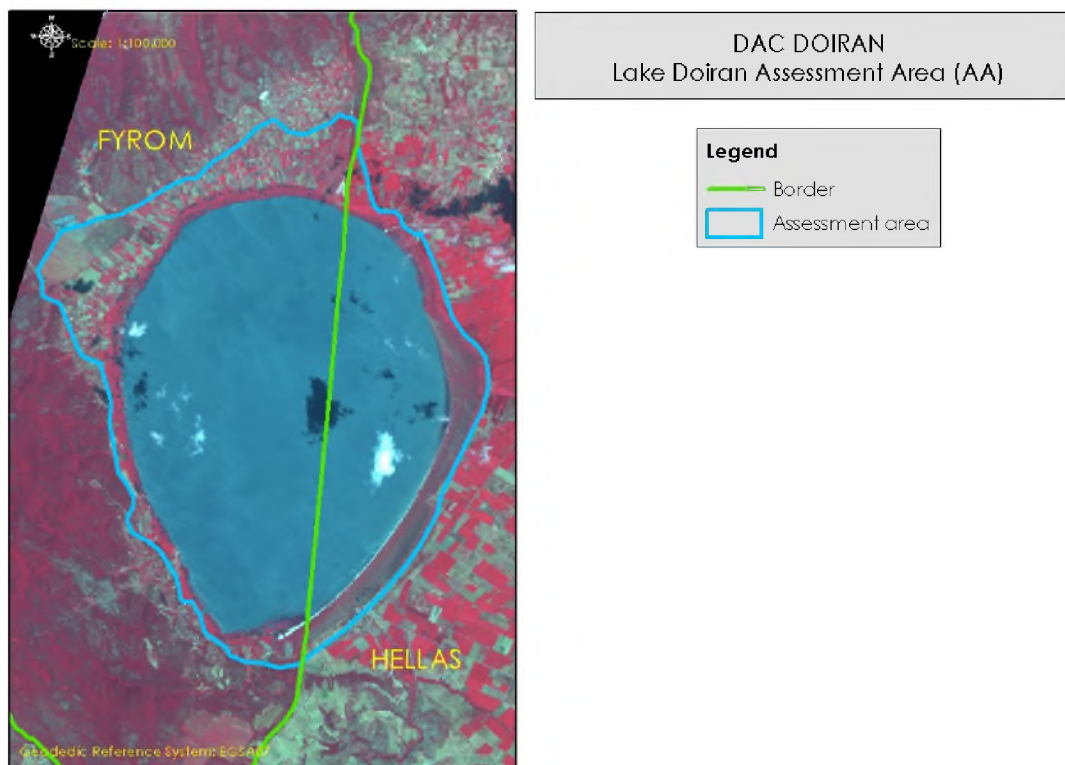 Scale: 1:100,000
FYROM
HELLAS
Geodedic Reference System: EGSA87
DAC DOIRAN
Lake Doiran Assessment Area (AA)
Legend
Border
Assessment area